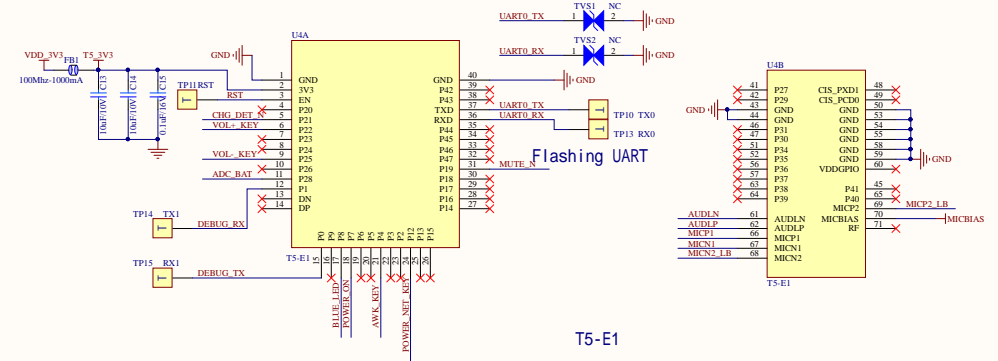 TVS1 NC
UART0_TX 1 2 GND
TVS2 NC
UART0_RX 1 2 GND
U4A
VDD_3V3 T5_3V3
FB1
100Mhz-1000mA
C13 10uF/10V
C14 10uF/10V
C15 0.1uF/16V
GND
TP11 RST
RST
CHG_DET_N
VOL+_KEY
VOL-_KEY
ADC_BAT
TP14 TX1
DEBUG_RX
TP15 RX1
DEBUG_TX
1 GND
2 3V3
3 EN
4 P20
5 P21
6 P22
7 P23
8 P24
9 P25
10 P26
11 P28
12 P1
13 DN
14 DP
GND 40
P42 39
P43 38
TXD 37
RXD 36
P44 35
P45 34
P46 33
P47 32
P19 31
P18 30
P17 29
P16 28
P14 27
GND
UART0_TX
UART0_RX
TP10 TX0
TP13 RX0
Flashing UART
MUTE_N
P0 P9 P8 P7 P6 P5 P4 P3 P2 P12 P13 P15
15 16 17 18 19 20 21 22 23 24 25 26
T5-E1
BLUE_LED
POWER_ON
AWK_KEY
POWER_NET_KEY
U4B
41 P27
42 P29
43 GND
44 GND
46 P31
47 P30
51 P34
52 P35
56 P36
57 P37
63 P38
64 P39
61 AUDLN
62 AUDLP
66 MICP1
67 MICN1
68 MICN2
GND
AUDLN
AUDLP
MICP1
MICN1
MICN2_LB
CIS_PXD1 48
CIS_PCD0 49
GND 50
GND 53
GND 54
GND 55
GND 58
GND 59
VDDGPIO 60
P41 45
P40 65
MICP2 69
MICBIAS 70
RF 71
GND
MICP2_LB
MICBIAS
T5-E1
T5-E1